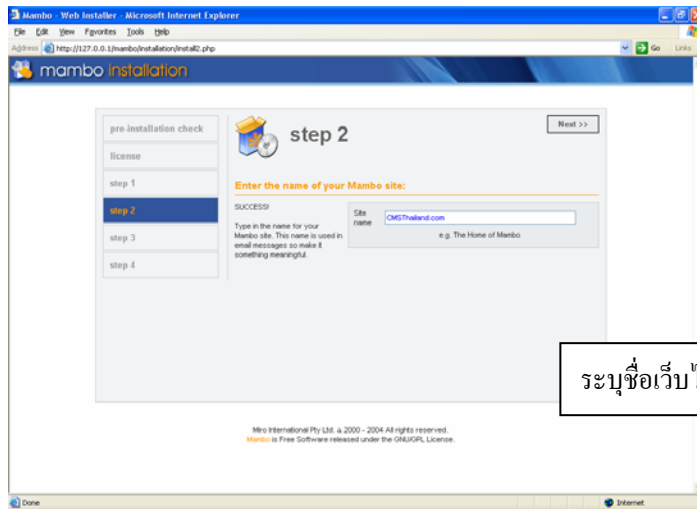 Mambo - Web Installer - Microsoft Internet Explorer
File Edit View Favorites Tools Help
Address http://127.0.0.1/mambo/installation/install2.php Go Links
mambo installation
pre-installation check
license
step 1
step 2
step 3
step 4
step 2
Next >>
Enter the name of your Mambo site:
SUCCESS!
Type in the name for your
Mambo site. This name is used in
email messages so make it
something meaningful.
Site
name
CMSThailand.com
e.g. The Home of Mambo
ระบุชื่อเว็บ
Miro International Pty Ltd. a 2000 - 2004 All rights reserved.
Mambo is Free Software released under the GNU/GPL License.
Done
Internet